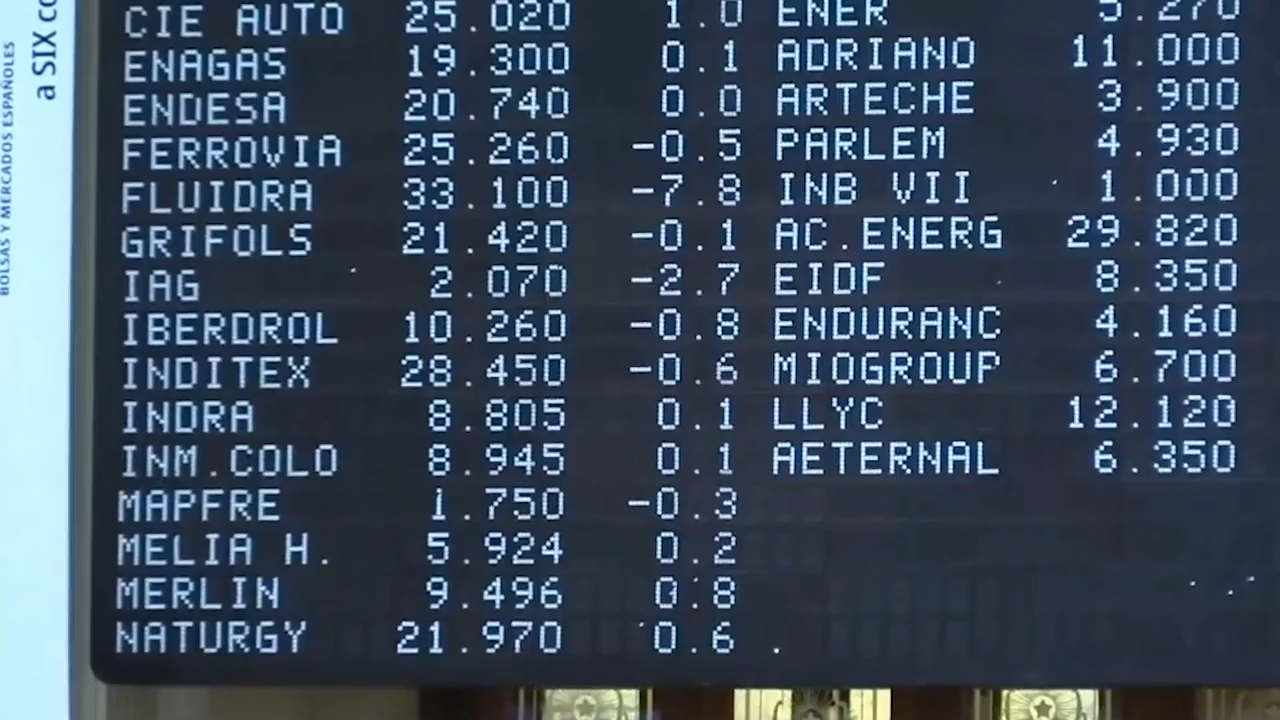 BOLSAS Y MERCADOS ESPAÑOLES
a SIX co
CIE AUTO 25.020 1.0 ENER 5.270
ENAGAS 19.300 0.1 ADRIANO 11.000
ENDESA 20.740 0.0 ARTECHE 3.900
FERROVIA 25.260 -0.5 PARLEM 4.930
FLUIDRA 33.100 -7.8 INB VII 1.000
GRIFOLS 21.420 -0.1 AC.ENERG 29.820
IAG 2.070 -2.7 EIDF 8.350
IBERDROL 10.260 -0.8 ENDURANC 4.160
INDITEX 28.450 -0.6 MIOGROUP 6.700
INDRA 8.805 0.1 LLYC 12.120
INM.COLO 8.945 0.1 AETERNAL 6.350
MAPFRE 1.750 -0.3
MELIA H. 5.924 0.2
MERLIN 9.496 0.8
NATURGY 21.970 0.6 .